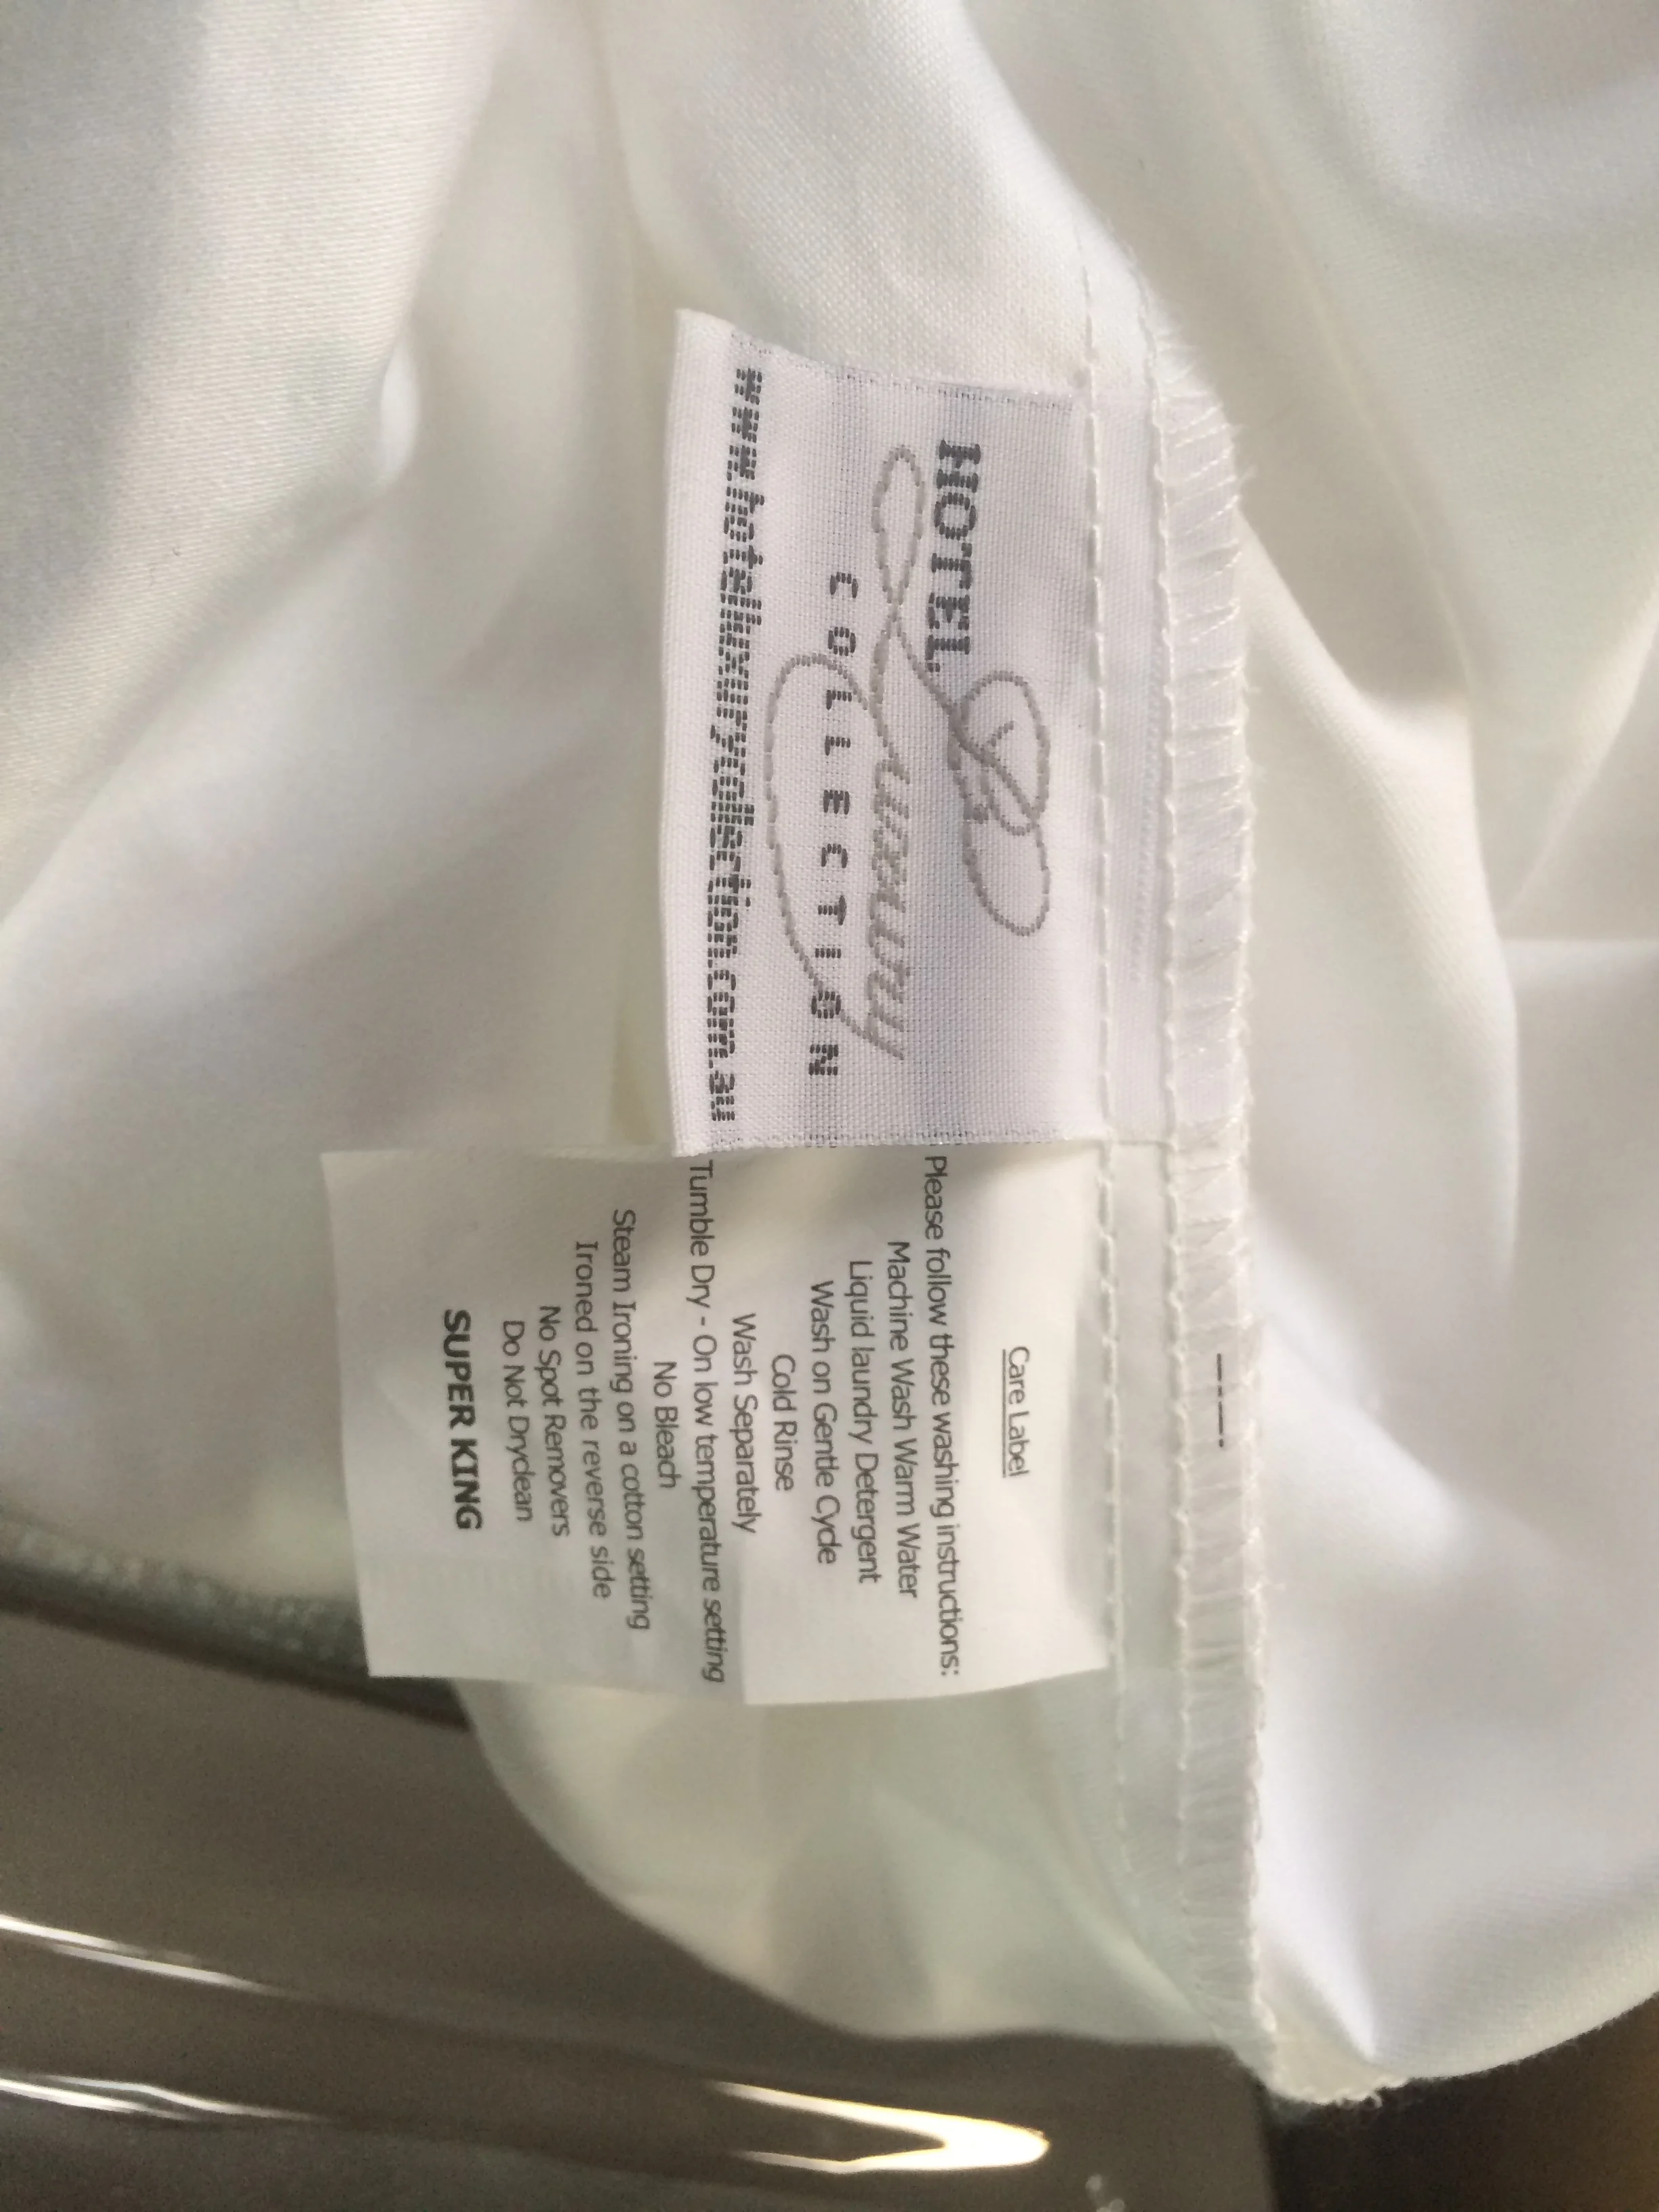 HOTEL
Luxury
COLLECTION
www.hotelluxurycollection.com.au
Care Label
Please follow these washing instructions:
Machine Wash Warm Water
Liquid laundry Detergent
Wash on Gentle Cycle
Cold Rinse
Wash Separately
Tumble Dry - On low temperature setting
No Bleach
Steam Ironing on a cotton setting
Ironed on the reverse side
No Spot Removers
Do Not Dryclean
SUPER KING